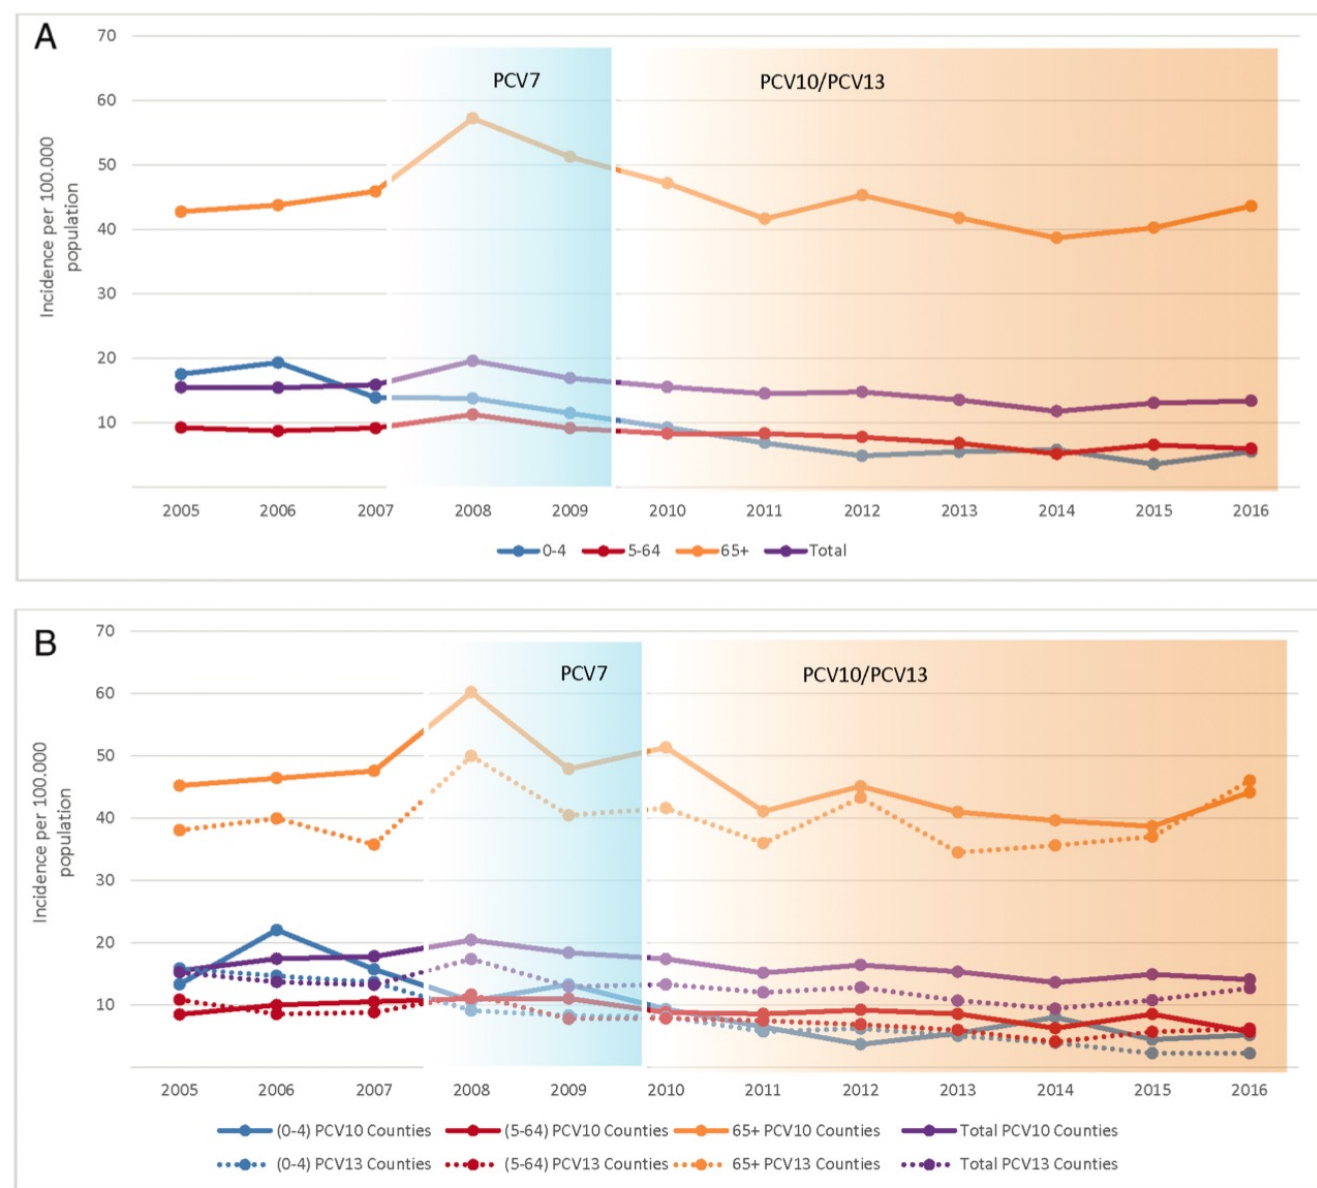 A
70
PCV7
PCV10/PCV13
60
50
40
30
20
10
Incidence per 100.000
population
2005 2006 2007 2008 2009 2010 2011 2012 2013 2014 2015 2016
0-4 5-64 65+ Total
B
70
PCV7
PCV10/PCV13
60
50
40
30
20
10
Incidence per 100.000
population
2005 2006 2007 2008 2009 2010 2011 2012 2013 2014 2015 2016
(0-4) PCV10 Counties (5-64) PCV10 Counties 65+ PCV10 Counties Total PCV10 Counties
(0-4) PCV13 Counties (5-64) PCV13 Counties 65+ PCV13 Counties Total PCV13 Counties